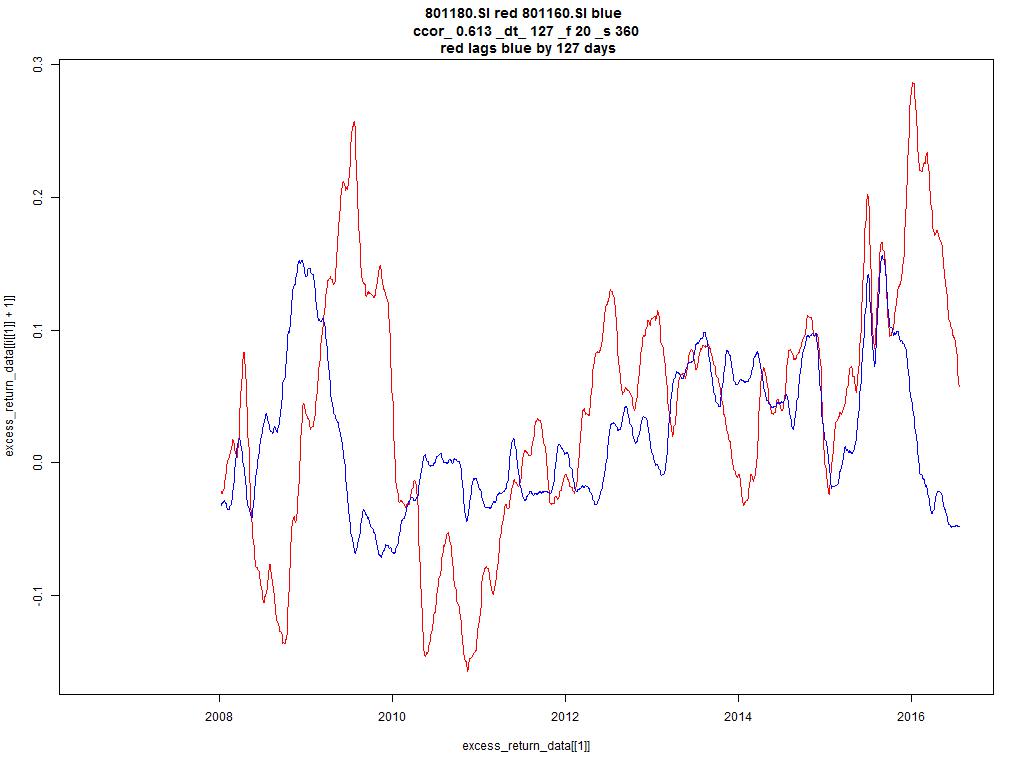 801180.SI red 801160.SI blue
ccor_ 0.613 _dt_ 127 _f 20 _s 360
red lags blue by 127 days
0.3
0.2
0.1
0.0
-0.1
excess_return_data[[i[[1]] + 1]]
2008 2010 2012 2014 2016
excess_return_data[[1]]